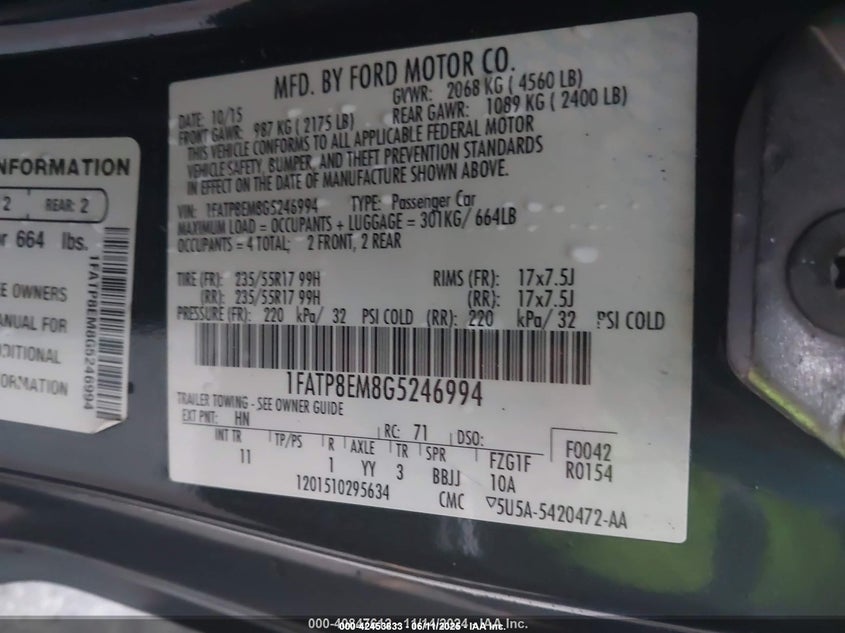 NFORMATION
2 REAR: 2
or 664 lbs.
E OWNERS
ANUAL FOR
DITIONAL
ORMATION
1FATP8EM8G5246994
MFD. BY FORD MOTOR CO.
DATE: 10/15 GVWR: 2068 KG ( 4560 LB)
FRONT GAWR: 987 KG ( 2175 LB) REAR GAWR: 1089 KG ( 2400 LB)
THIS VEHICLE CONFORMS TO ALL APPLICABLE FEDERAL MOTOR
VEHICLE SAFETY, BUMPER, AND THEFT PREVENTION STANDARDS
IN EFFECT ON THE DATE OF MANUFACTURE SHOWN ABOVE.
VIN: 1FATP8EM8G5246994 TYPE: Passenger Car
MAXIMUM LOAD = OCCUPANTS + LUGGAGE = 301KG/ 664LB
OCCUPANTS = 4 TOTAL; 2 FRONT, 2 REAR
TIRE (FR): 235/55R17 99H RIMS (FR): 17x7.5J
(RR): 235/55R17 99H (RR): 17x7.5J
PRESSURE (FR): 220 kPa/ 32 PSI COLD (RR): 220 kPa/ 32 PSI COLD
1FATP8EM8G5246994
TRAILER TOWING - SEE OWNER GUIDE
EXT PNT: HN RC: 71 DSO:
INT TR TP/PS R AXLE TR SPR FZG1F F0042
11 1 YY 3 BBJJ 10A R0154
1201510295634 CMC ▽5U5A-5420472-AA